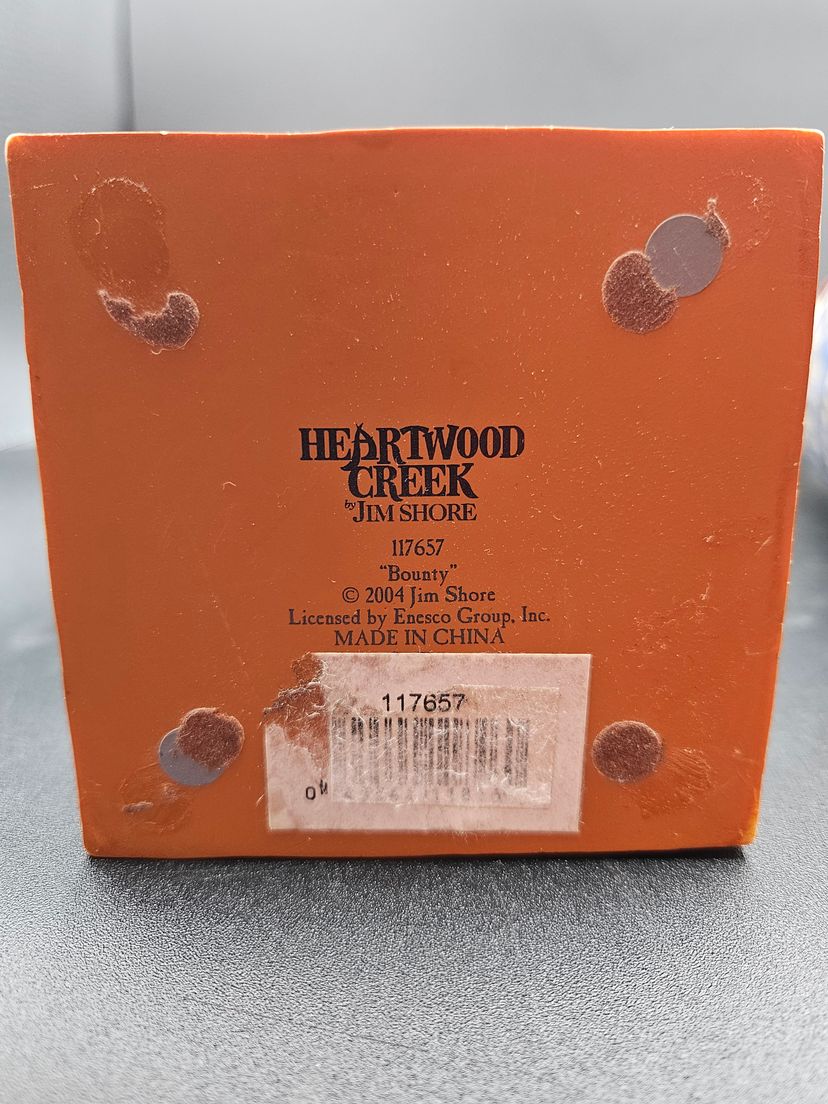 HEARTWOOD
CREEK
by JIM SHORE
117657
"Bounty"
© 2004 Jim Shore
Licensed by Enesco Group, Inc.
MADE IN CHINA
117657
0